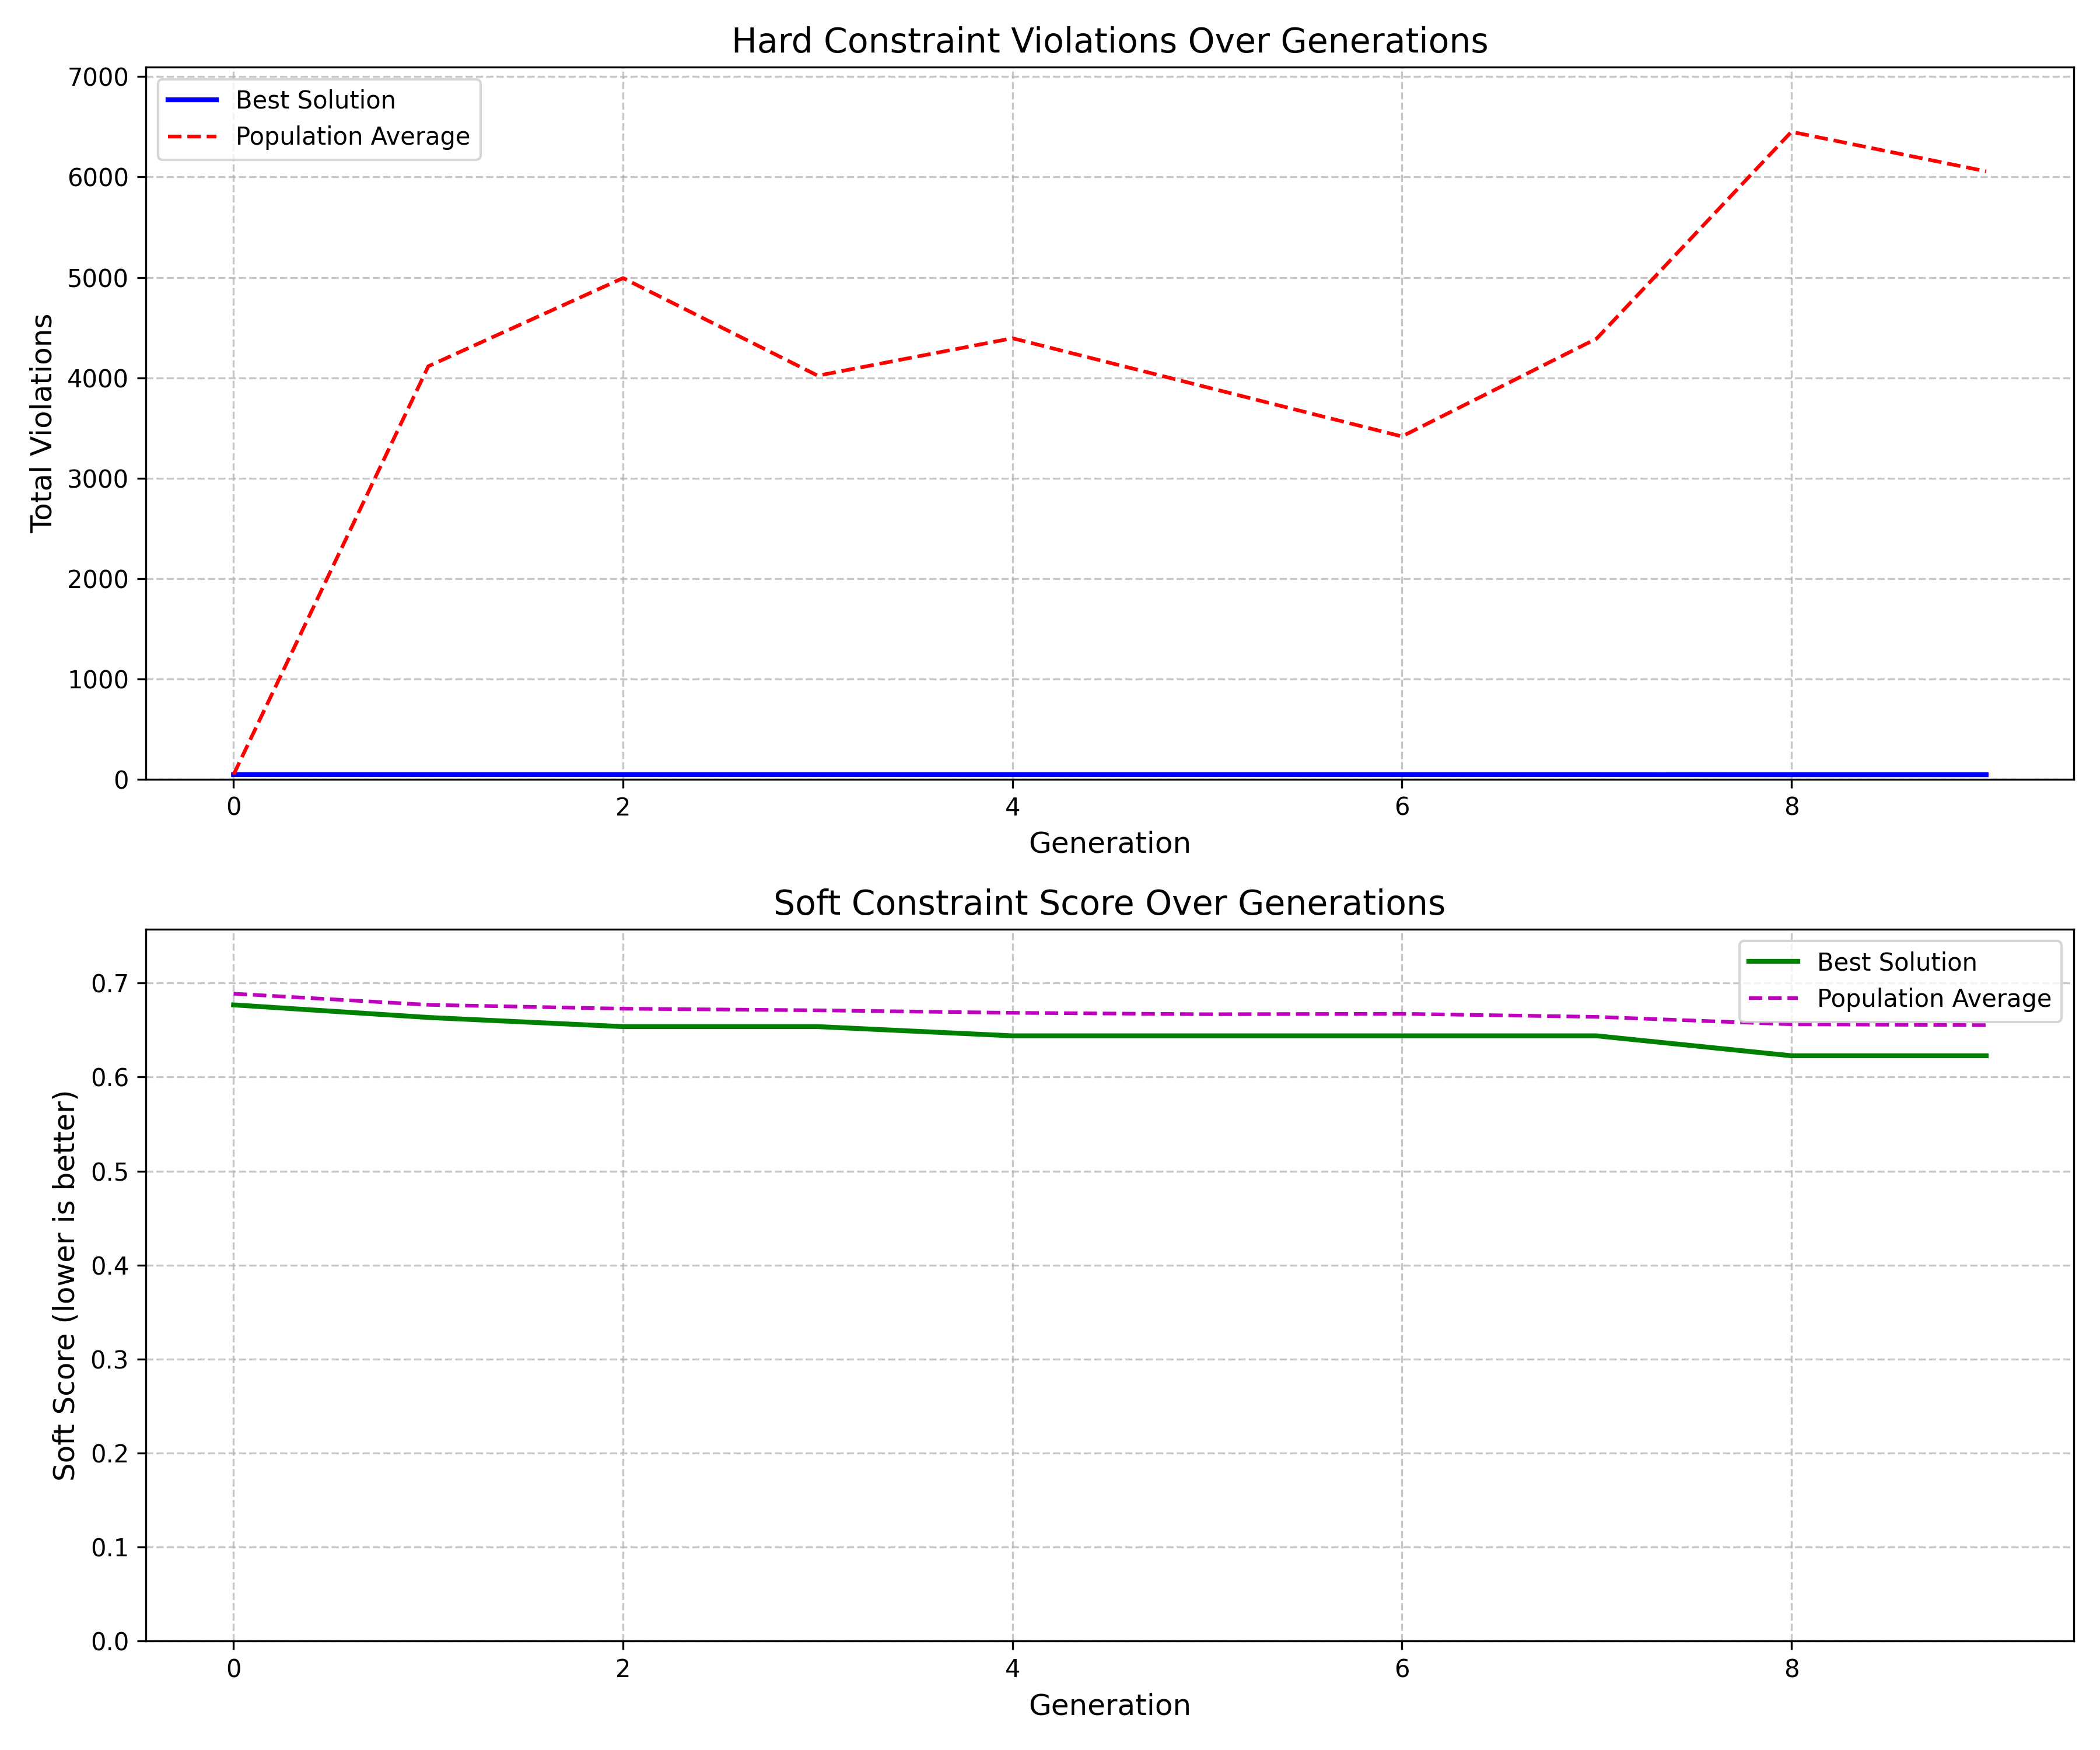 Hard Constraint Violations Over Generations
7000
6000
5000
4000
3000
2000
1000
0
Total Violations
Best Solution
Population Average
0 2 4 6 8
Generation
Soft Constraint Score Over Generations
0.7
0.6
0.5
0.4
0.3
0.2
0.1
0.0
Soft Score (lower is better)
Best Solution
Population Average
0 2 4 6 8
Generation